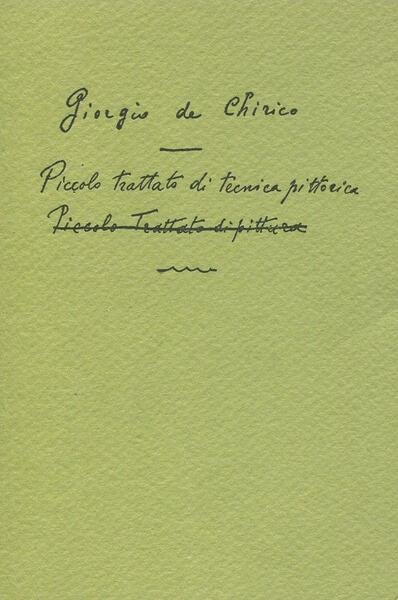 Giorgio de Chirico
Piccolo trattato di tecnica pittorica
Piccolo Trattato di pittura